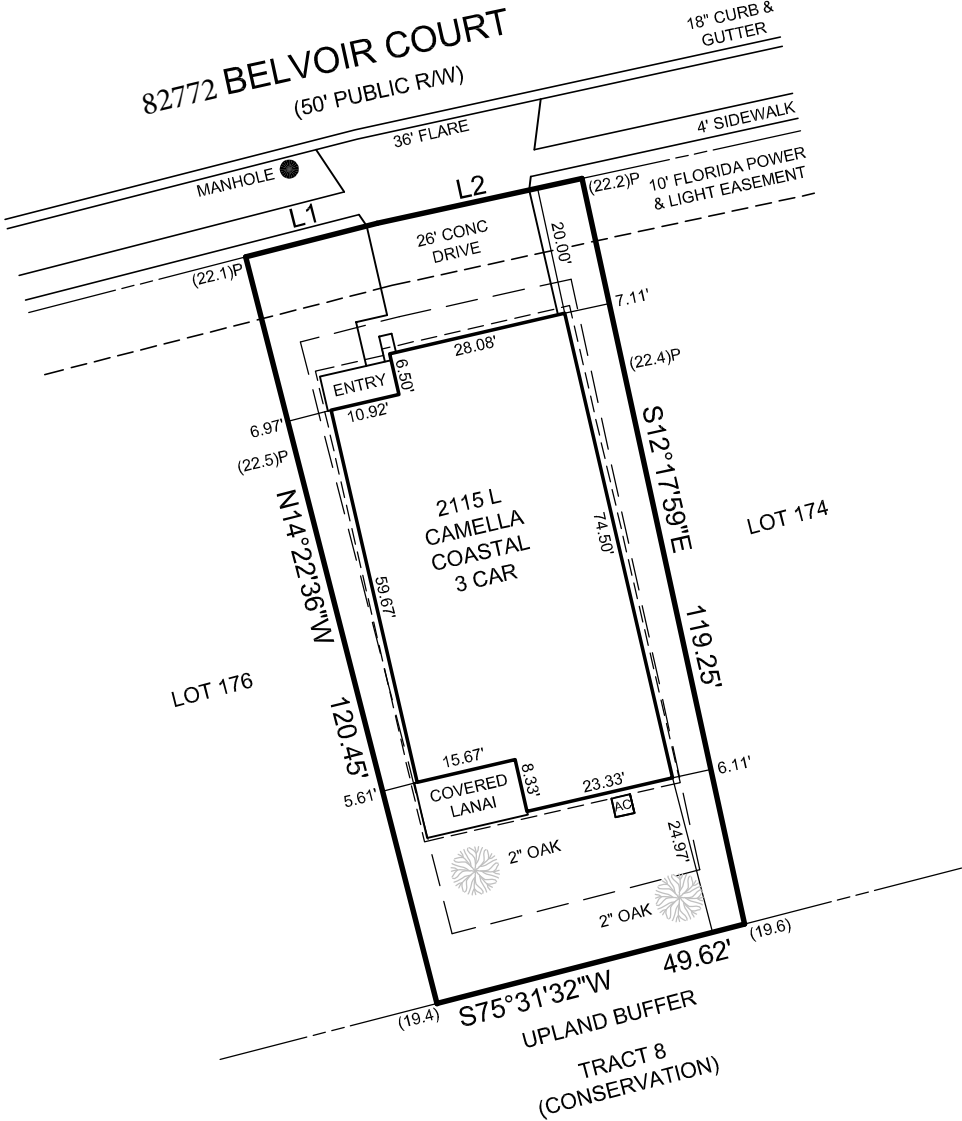 18" CURB &
GUTTER
82772 BELVOIR COURT
(50' PUBLIC R/W)
36' FLARE
4' SIDEWALK
MANHOLE
L1
L2
(22.2)P
10' FLORIDA POWER
& LIGHT EASEMENT
(22.1)P
26' CONC
DRIVE
20.00'
7.11'
28.08'
(22.4)P
ENTRY
6.50'
10.92'
6.97'
(22.5)P
S12°17'59"E
N14°22'36"W
2115 L
CAMELLA
COASTAL
3 CAR
74.50'
LOT 174
59.67'
119.25'
LOT 176
120.45'
15.67'
8.33'
23.33'
6.11'
5.61'
COVERED
LANAI
AC
24.97'
2" OAK
2" OAK
(19.6)
(19.4)
S75°31'32"W
49.62'
UPLAND BUFFER
TRACT 8
(CONSERVATION)